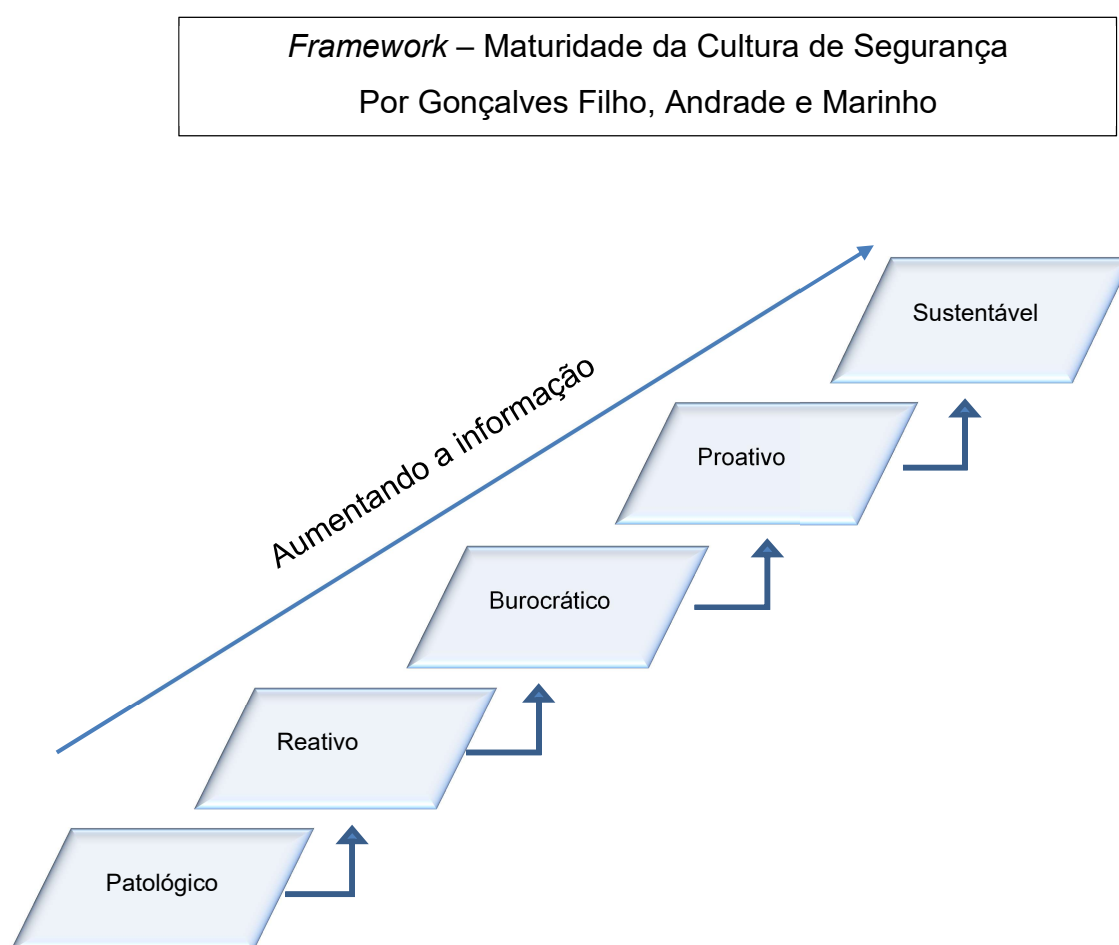 Framework – Maturidade da Cultura de Segurança
Por Gonçalves Filho, Andrade e Marinho
Sustentável
Aumentando a informação
Proativo
Burocrático
Reativo
Patológico